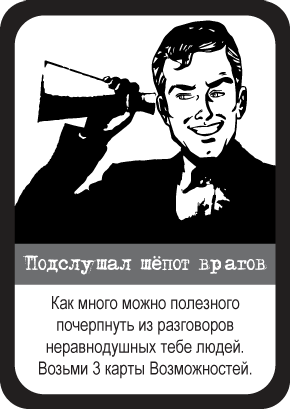 Подслушал шёпот врагов
Как много можно полезного
почерпнуть из разговоров
неравнодушных тебе людей.
Возьми 3 карты Возможностей.